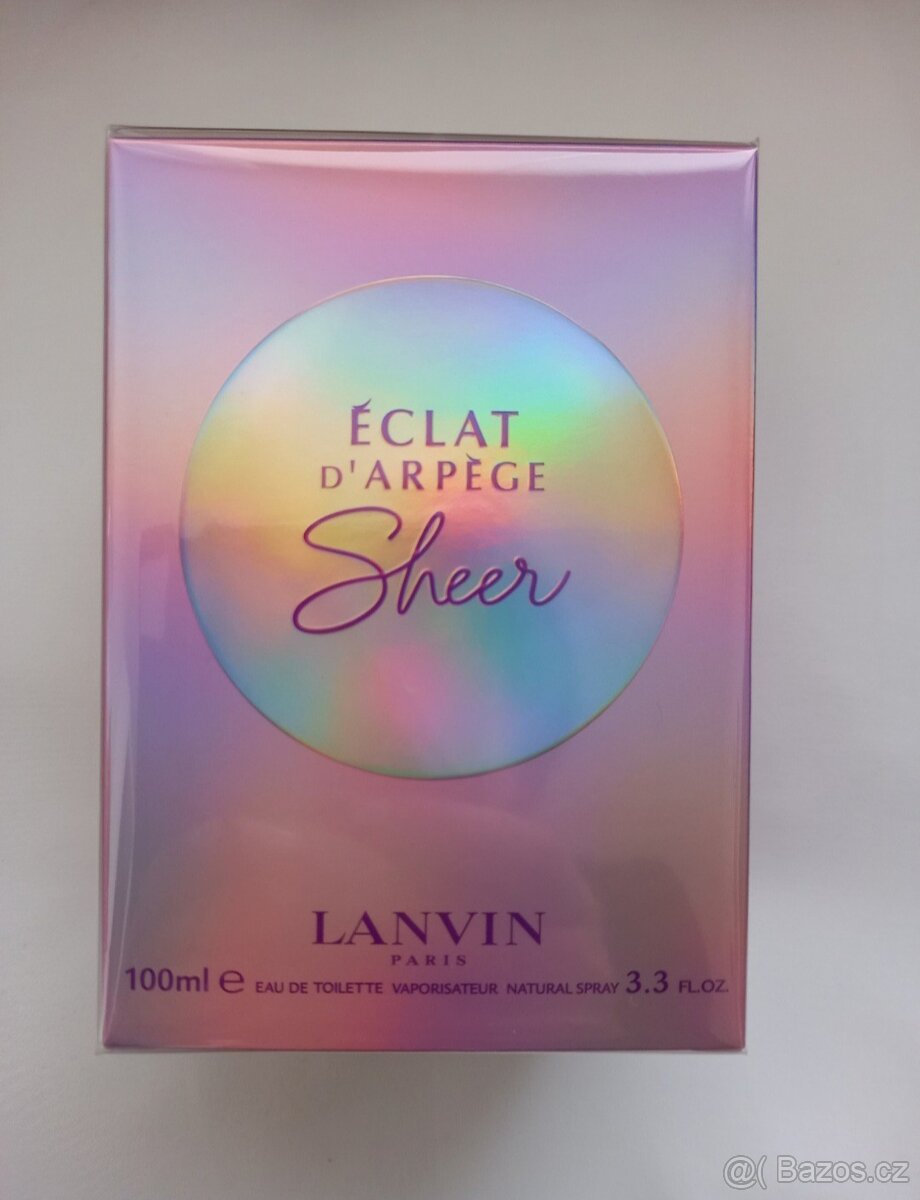 ÉCLAT
D'ARPÈGE
Sheer
LANVIN
PARIS
100ml e EAU DE TOILETTE VAPORISATEUR NATURAL SPRAY 3.3 FL.OZ.
@( Bazos.cz